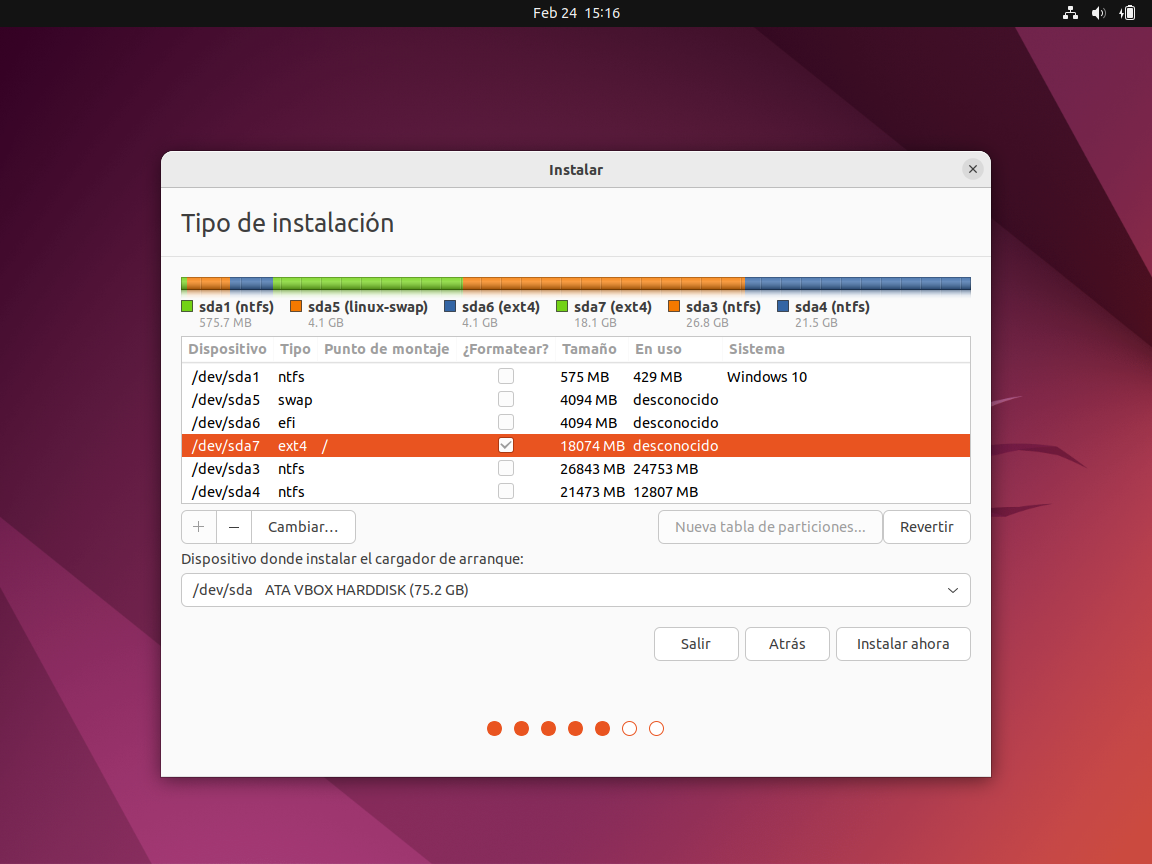 Feb 24 15:16
Instalar
Tipo de instalación
sda1 (ntfs) sda5 (linux-swap) sda6 (ext4) sda7 (ext4) sda3 (ntfs) sda4 (ntfs)
575.7 MB 4.1 GB 4.1 GB 18.1 GB 26.8 GB 21.5 GB
Dispositivo Tipo Punto de montaje ¿Formatear? Tamaño En uso Sistema
/dev/sda1 ntfs 575 MB 429 MB Windows 10
/dev/sda5 swap 4094 MB desconocido
/dev/sda6 efi 4094 MB desconocido
/dev/sda7 ext4 / 18074 MB desconocido
/dev/sda3 ntfs 26843 MB 24753 MB
/dev/sda4 ntfs 21473 MB 12807 MB
+ − Cambiar... Nueva tabla de particiones... Revertir
Dispositivo donde instalar el cargador de arranque:
/dev/sda ATA VBOX HARDDISK (75.2 GB)
Salir Atrás Instalar ahora